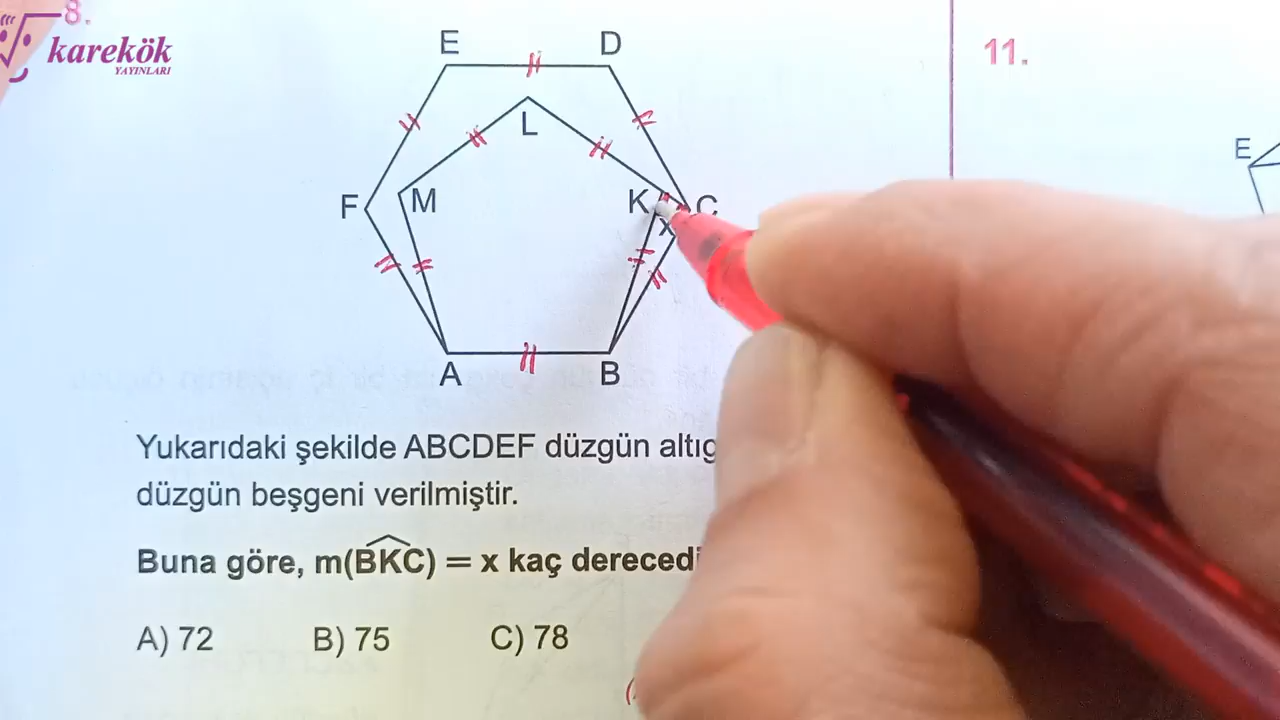 8.
karekök
YAYINLARI
11.
E
D
L
F
M
K
C
x
E
A
B
Yukarıdaki şekilde ABCDEF düzgün altıg
düzgün beşgeni verilmiştir.
Buna göre, m(BKC) = x kaç derecedi
A) 72 B) 75 C) 78